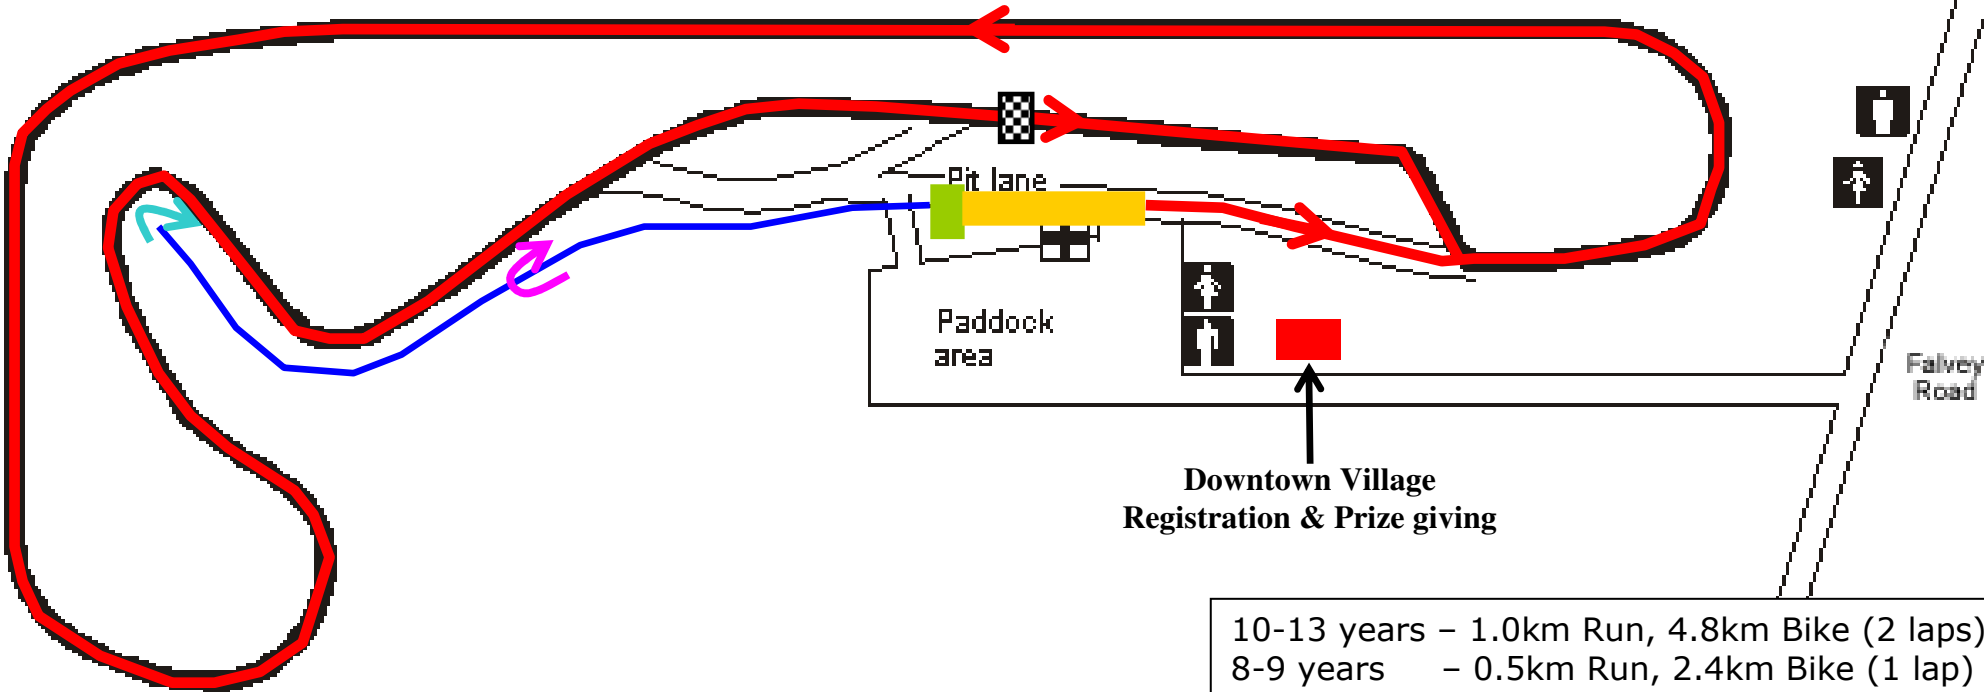 Pit lane
Paddock
area
Falvey
Road
Downtown Village
Registration & Prize giving
10-13 years – 1.0km Run, 4.8km Bike (2 laps)
8-9 years – 0.5km Run, 2.4km Bike (1 lap)